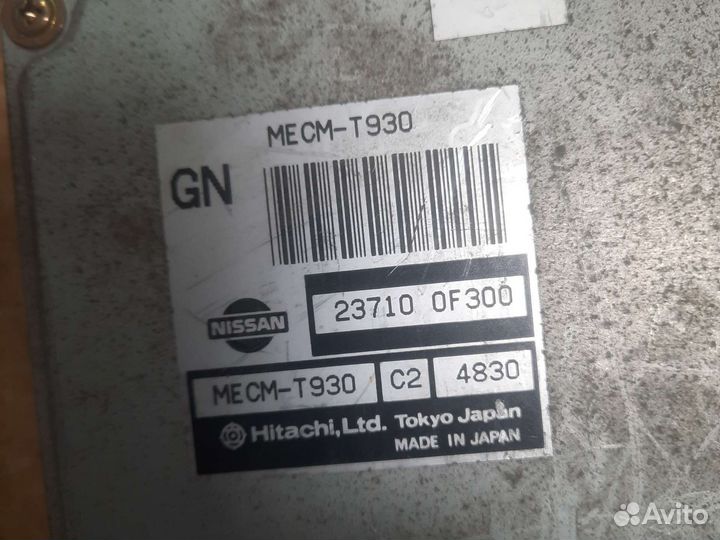 MECM-T930
GN
NISSAN
23710 0F300
MECM-T930 C2 4830
Hitachi, Ltd. Tokyo Japan
MADE IN JAPAN
Avito